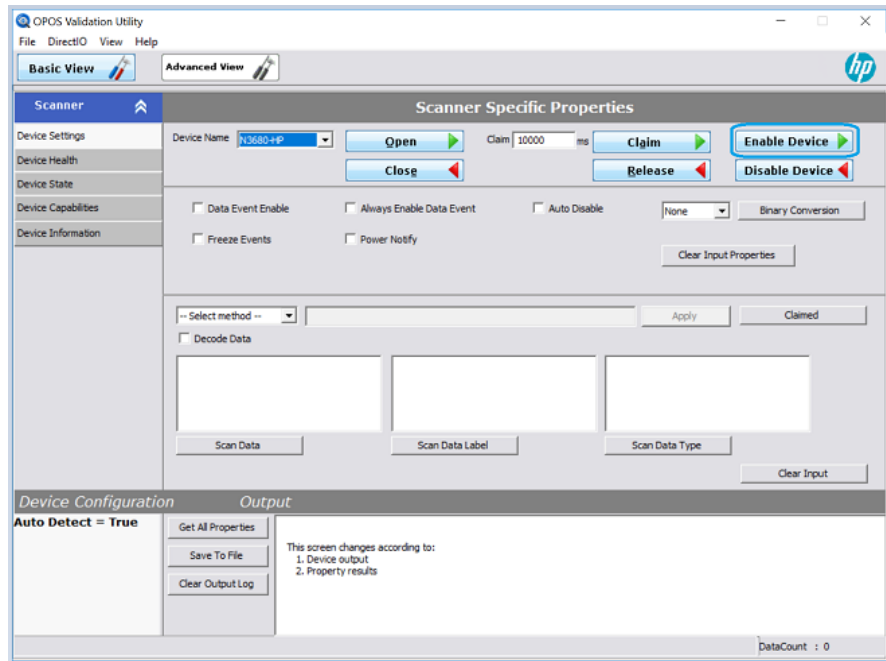 OPOS Validation Utility
File DirectIO View Help
Basic View
Advanced View
hp
Scanner
Scanner Specific Properties
Device Settings
Device Health
Device State
Device Capabilities
Device Information
Device Name N3680-HP Open Claim 10000 ms Claim Enable Device
Close Release Disable Device
Data Event Enable Always Enable Data Event Auto Disable None Binary Conversion
Freeze Events Power Notify
Clear Input Properties
-- Select method -- Apply Claimed
Decode Data
Scan Data Scan Data Label Scan Data Type
Clear Input
Device Configuration Output
Auto Detect = True
Get All Properties
Save To File
Clear Output Log
This screen changes according to:
1. Device output
2. Property results
DataCount : 0